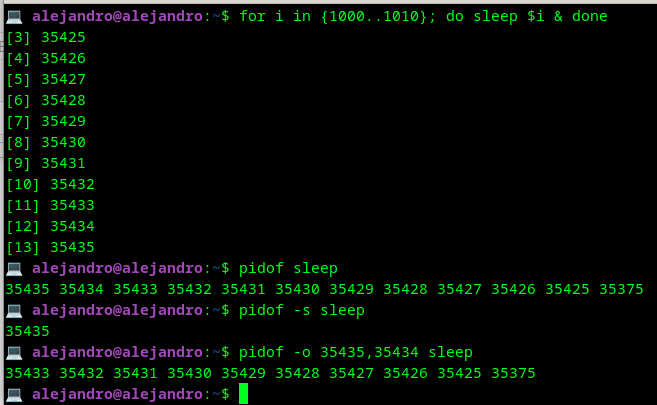 alejandro@alejandro:~$ for i in {1000..1010}; do sleep $i & done
[3] 35425
[4] 35426
[5] 35427
[6] 35428
[7] 35429
[8] 35430
[9] 35431
[10] 35432
[11] 35433
[12] 35434
[13] 35435
alejandro@alejandro:~$ pidof sleep
35435 35434 35433 35432 35431 35430 35429 35428 35427 35426 35425 35375
alejandro@alejandro:~$ pidof -s sleep
35435
alejandro@alejandro:~$ pidof -o 35435,35434 sleep
35433 35432 35431 35430 35429 35428 35427 35426 35425 35375
alejandro@alejandro:~$